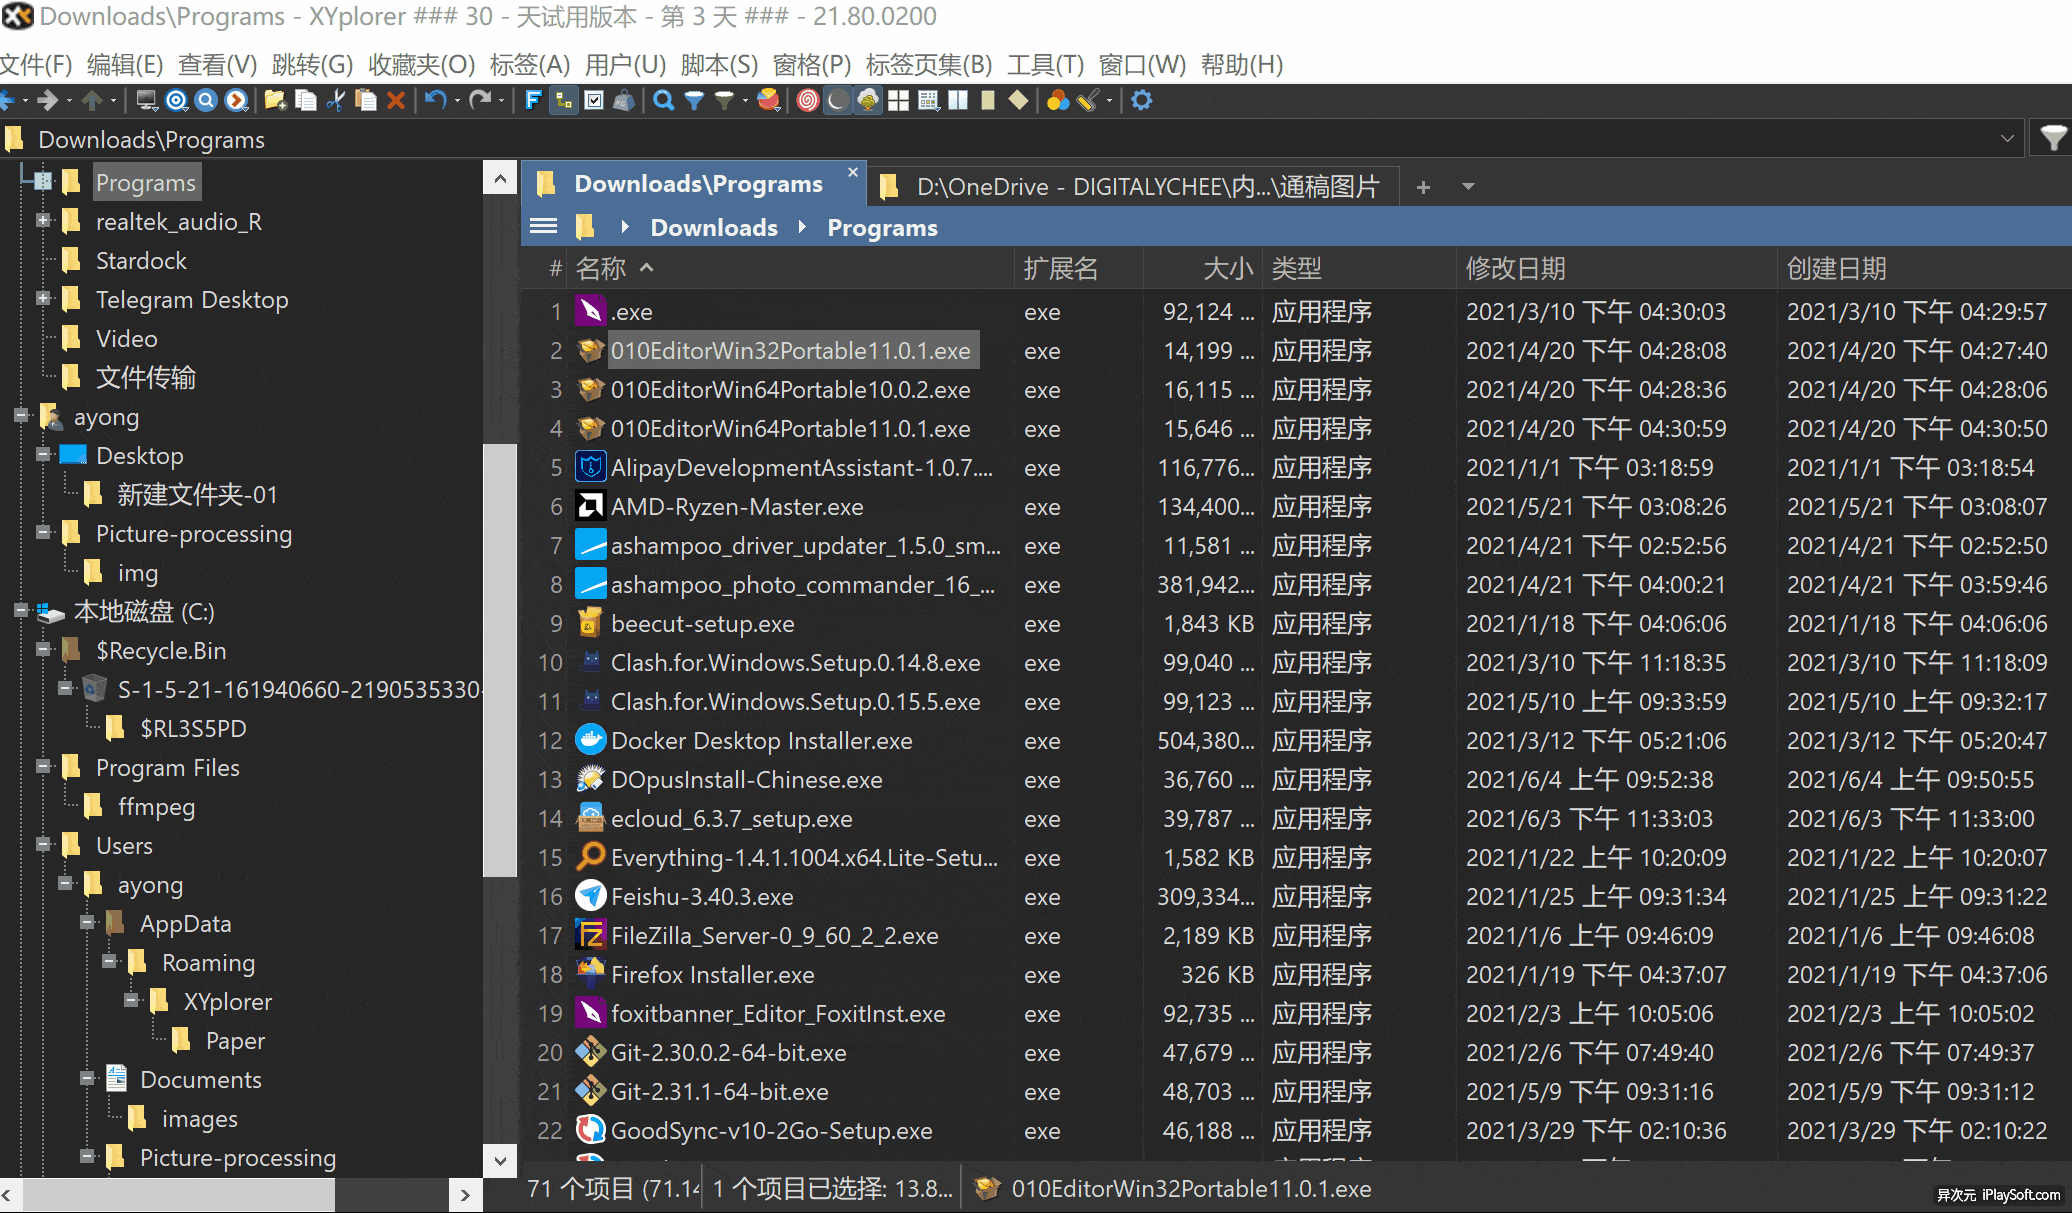 Downloads\Programs - XYplorer ### 30 - 天试用版本 - 第 3 天 ### - 21.80.0200
文件(F) 编辑(E) 查看(V) 跳转(G) 收藏夹(O) 标签(A) 用户(U) 脚本(S) 窗格(P) 标签页集(B) 工具(T) 窗口(W) 帮助(H)
Downloads\Programs
Programs
realtek_audio_R
Stardock
Telegram Desktop
Video
文件传输
ayong
Desktop
新建文件夹-01
Picture-processing
img
本地磁盘 (C:)
$Recycle.Bin
S-1-5-21-161940660-2190535330-
$RL3S5PD
Program Files
ffmpeg
Users
ayong
AppData
Roaming
XYplorer
Paper
Documents
images
Picture-processing
Downloads\Programs × D:\OneDrive - DIGITALYCHEE\内...\通稿图片 +
Downloads Programs
# 名称 扩展名 大小 类型 修改日期 创建日期
1 .exe exe 92,124 ... 应用程序 2021/3/10 下午 04:30:03 2021/3/10 下午 04:29:57
2 010EditorWin32Portable11.0.1.exe exe 14,199 ... 应用程序 2021/4/20 下午 04:28:08 2021/4/20 下午 04:27:40
3 010EditorWin64Portable10.0.2.exe exe 16,115 ... 应用程序 2021/4/20 下午 04:28:36 2021/4/20 下午 04:28:06
4 010EditorWin64Portable11.0.1.exe exe 15,646 ... 应用程序 2021/4/20 下午 04:30:59 2021/4/20 下午 04:30:50
5 AlipayDevelopmentAssistant-1.0.7.... exe 116,776... 应用程序 2021/1/1 下午 03:18:59 2021/1/1 下午 03:18:54
6 AMD-Ryzen-Master.exe exe 134,400... 应用程序 2021/5/21 下午 03:08:26 2021/5/21 下午 03:08:07
7 ashampoo_driver_updater_1.5.0_sm... exe 11,581 ... 应用程序 2021/4/21 下午 02:52:56 2021/4/21 下午 02:52:50
8 ashampoo_photo_commander_16_... exe 381,942... 应用程序 2021/4/21 下午 04:00:21 2021/4/21 下午 03:59:46
9 beecut-setup.exe exe 1,843 KB 应用程序 2021/1/18 下午 04:06:06 2021/1/18 下午 04:06:06
10 Clash.for.Windows.Setup.0.14.8.exe exe 99,040 ... 应用程序 2021/3/10 下午 11:18:35 2021/3/10 下午 11:18:09
11 Clash.for.Windows.Setup.0.15.5.exe exe 99,123 ... 应用程序 2021/5/10 上午 09:33:59 2021/5/10 上午 09:32:17
12 Docker Desktop Installer.exe exe 504,380... 应用程序 2021/3/12 下午 05:21:06 2021/3/12 下午 05:20:47
13 DOpusInstall-Chinese.exe exe 36,760 ... 应用程序 2021/6/4 上午 09:52:38 2021/6/4 上午 09:50:55
14 ecloud_6.3.7_setup.exe exe 39,787 ... 应用程序 2021/6/3 下午 11:33:03 2021/6/3 下午 11:33:00
15 Everything-1.4.1.1004.x64.Lite-Setu... exe 1,582 KB 应用程序 2021/1/22 下午 10:20:09 2021/1/22 下午 10:20:07
16 Feishu-3.40.3.exe exe 309,334... 应用程序 2021/1/25 上午 09:31:34 2021/1/25 上午 09:31:22
17 FileZilla_Server-0_9_60_2_2.exe exe 2,189 KB 应用程序 2021/1/6 上午 09:46:09 2021/1/6 上午 09:46:08
18 Firefox Installer.exe exe 326 KB 应用程序 2021/1/19 下午 04:37:07 2021/1/19 下午 04:37:06
19 foxitbanner_Editor_FoxitInst.exe exe 92,735 ... 应用程序 2021/2/3 上午 10:05:06 2021/2/3 上午 10:05:02
20 Git-2.30.0.2-64-bit.exe exe 47,679 ... 应用程序 2021/2/6 下午 07:49:40 2021/2/6 下午 07:49:37
21 Git-2.31.1-64-bit.exe exe 48,703 ... 应用程序 2021/5/9 下午 09:31:16 2021/5/9 下午 09:31:12
22 GoodSync-v10-2Go-Setup.exe exe 46,188 ... 应用程序 2021/3/29 下午 02:10:36 2021/3/29 下午 02:10:22
71 个项目 (71.14 1 个项目已选择: 13.8... 010EditorWin32Portable11.0.1.exe
异次元 iPlaySoft.com